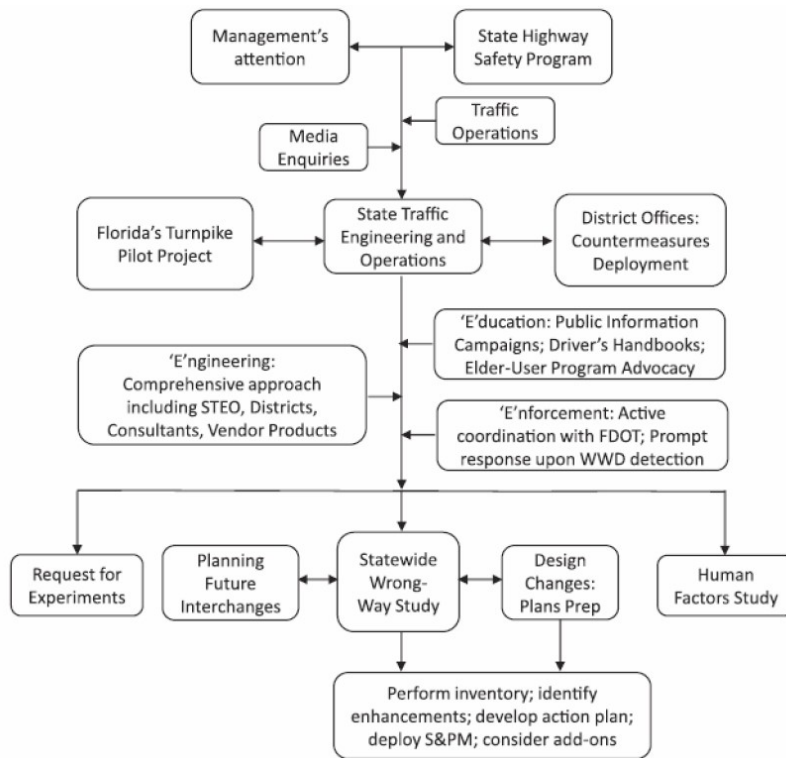 Management's
attention
State Highway
Safety Program
Traffic
Operations
Media
Enquiries
Florida's Turnpike
Pilot Project
State Traffic
Engineering and
Operations
District Offices:
Countermeasures
Deployment
'E'ducation: Public Information
Campaigns; Driver's Handbooks;
Elder-User Program Advocacy
'E'ngineering:
Comprehensive approach
including STEO, Districts,
Consultants, Vendor Products
'E'nforcement: Active
coordination with FDOT; Prompt
response upon WWD detection
Request for
Experiments
Planning
Future
Interchanges
Statewide
Wrong-
Way Study
Design
Changes:
Plans Prep
Human
Factors Study
Perform inventory; identify
enhancements; develop action plan;
deploy S&PM; consider add-ons